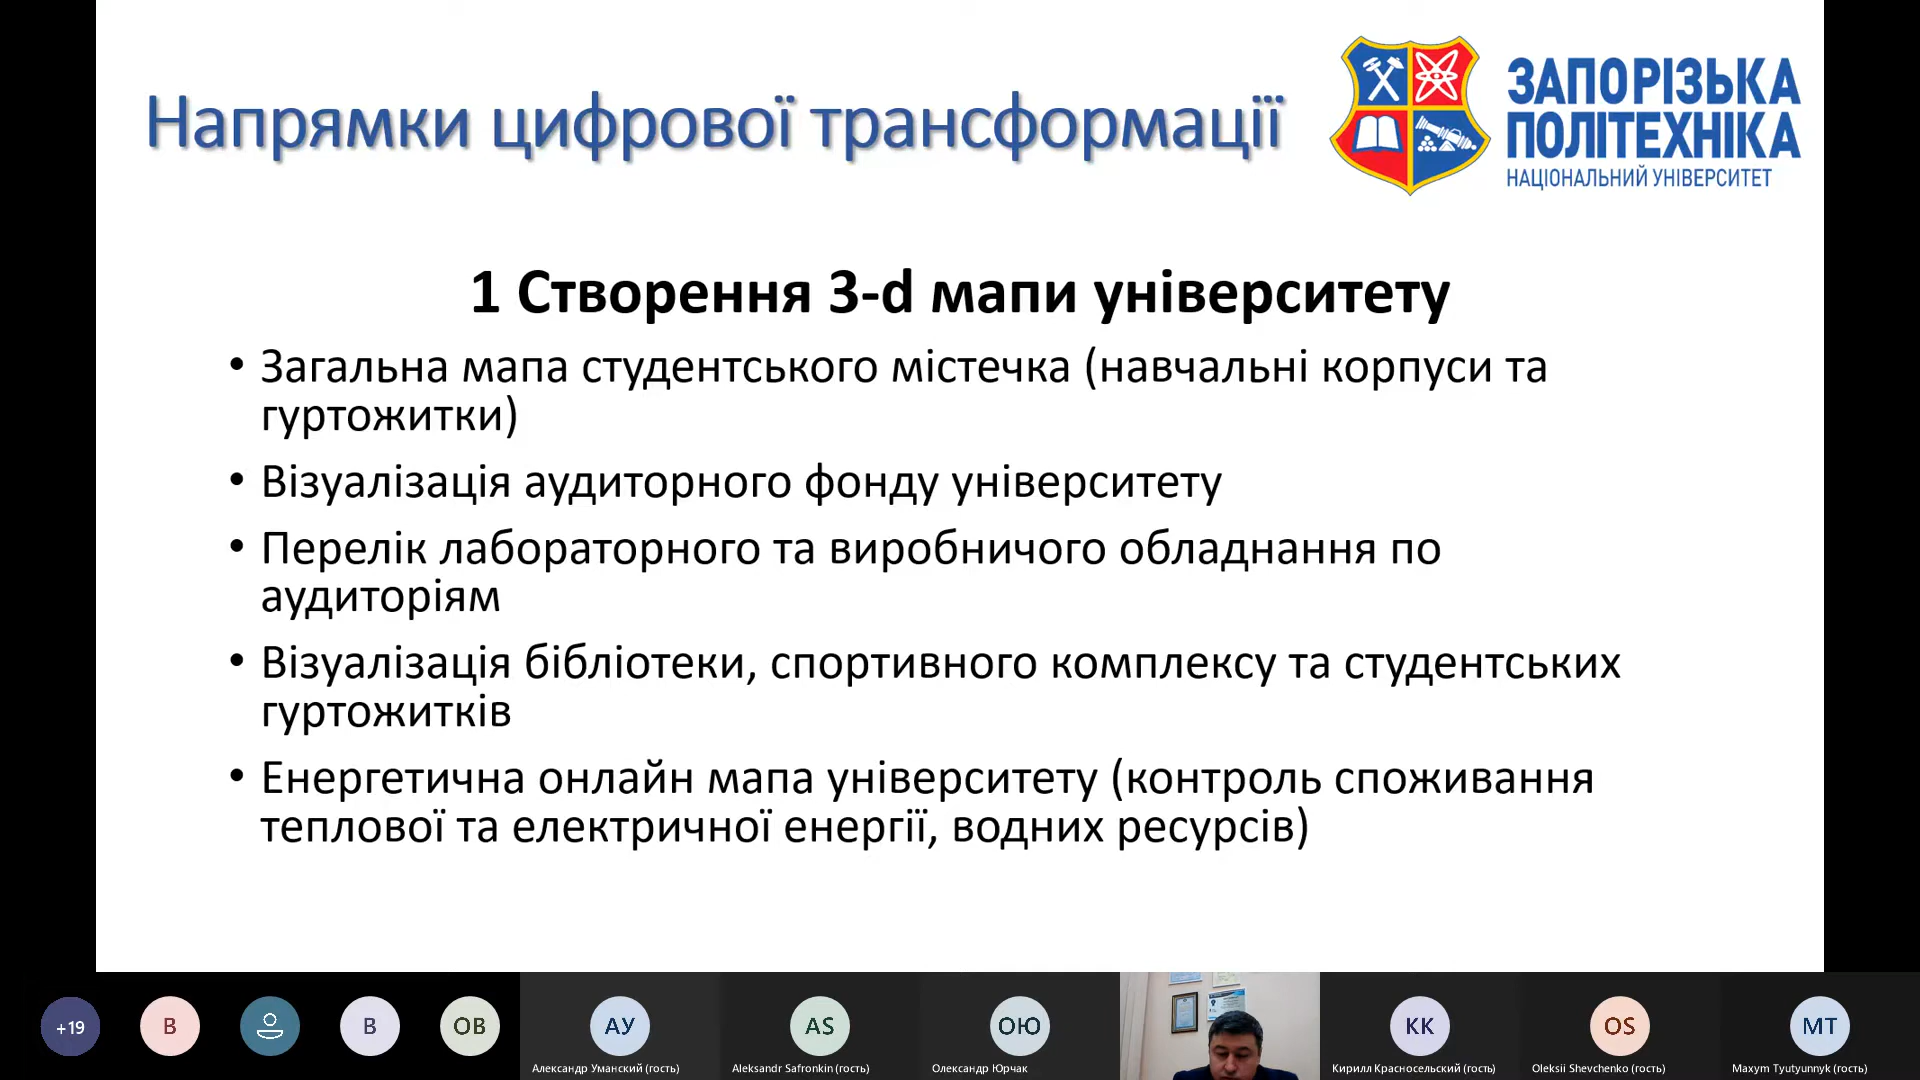 Напрямки цифрової трансформації
ЗАПОРІЗЬКА
ПОЛІТЕХНІКА
НАЦІОНАЛЬНИЙ УНІВЕРСИТЕТ
1 Створення 3-d мапи університету
• Загальна мапа студентського містечка (навчальні корпуси та
гуртожитки)
• Візуалізація аудиторного фонду університету
• Перелік лабораторного та виробничого обладнання по
аудиторіям
• Візуалізація бібліотеки, спортивного комплексу та студентських
гуртожитків
• Енергетична онлайн мапа університету (контроль споживання
теплової та електричної енергії, водних ресурсів)
+19
В
В
ОВ
АУ
AS
ОЮ
КК
OS
MT
Александр Уманский (гость)
Aleksandr Safronkin (гость)
Олександр Юрчак
Кирилл Красносельский (гость)
Oleksii Shevchenko (гость)
Maxym Tyutyunnyk (гость)